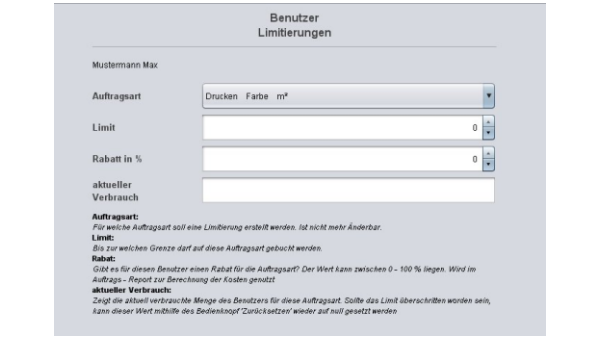 Benutzer
Limitierungen
Mustermann Max
Auftragsart
Drucken Farbe m²
Limit
0
Rabatt in %
0
aktueller
Verbrauch
Auftragsart:
Für welche Auftragsart soll eine Limitierung erstellt werden. Ist nicht mehr Änderbar.
Limit:
Bis zur welchen Grenze darf auf diese Auftragsart gebucht werden.
Rabat:
Gibt es für diesen Benutzer einen Rabat für die Auftragsart? Der Wert kann zwischen 0 - 100 % liegen. Wird im
Auftrags - Report zur Berechnung der Kosten genutzt
aktueller Verbrauch:
Zeigt die aktuell verbrauchte Menge des Benutzers für diese Auftragsart. Sollte das Limit überschritten worden sein,
kann dieser Wert mithilfe des Bedienknopf 'Zurücksetzen' wieder auf null gesetzt werden